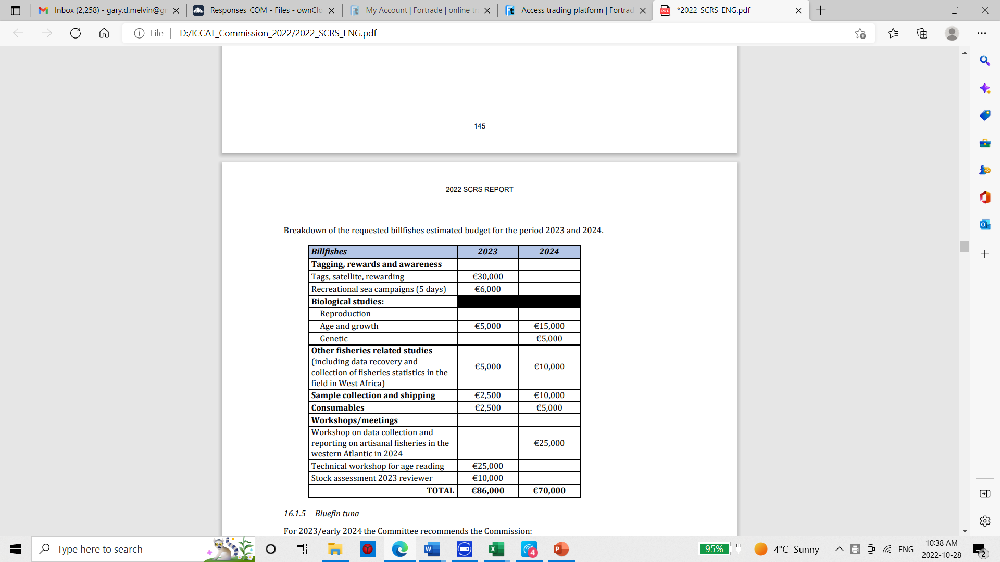 Inbox (2,258) - gary.d.melvin@gr
Responses_COM - Files - ownClo
My Account | Fortrade | online tr
Access trading platform | Fortrad
*2022_SCRS_ENG.pdf
File
D:/ICCAT_Commission_2022/2022_SCRS_ENG.pdf
145
2022 SCRS REPORT
Breakdown of the requested billfishes estimated budget for the period 2023 and 2024.
Billfishes 2023 2024
Tagging, rewards and awareness
Tags, satellite, rewarding €30,000
Recreational sea campaigns (5 days) €6,000
Biological studies:
Reproduction
Age and growth €5,000 €15,000
Genetic €5,000
Other fisheries related studies
(including data recovery and
collection of fisheries statistics in the
field in West Africa) €5,000 €10,000
Sample collection and shipping €2,500 €10,000
Consumables €2,500 €5,000
Workshops/meetings
Workshop on data collection and
reporting on artisanal fisheries in the
western Atlantic in 2024 €25,000
Technical workshop for age reading €25,000
Stock assessment 2023 reviewer €10,000
TOTAL €86,000 €70,000
16.1.5 Bluefin tuna
For 2023/early 2024 the Committee recommends the Commission:
Type here to search
95%
4°C Sunny
ENG
10:38 AM
2022-10-28
4
2